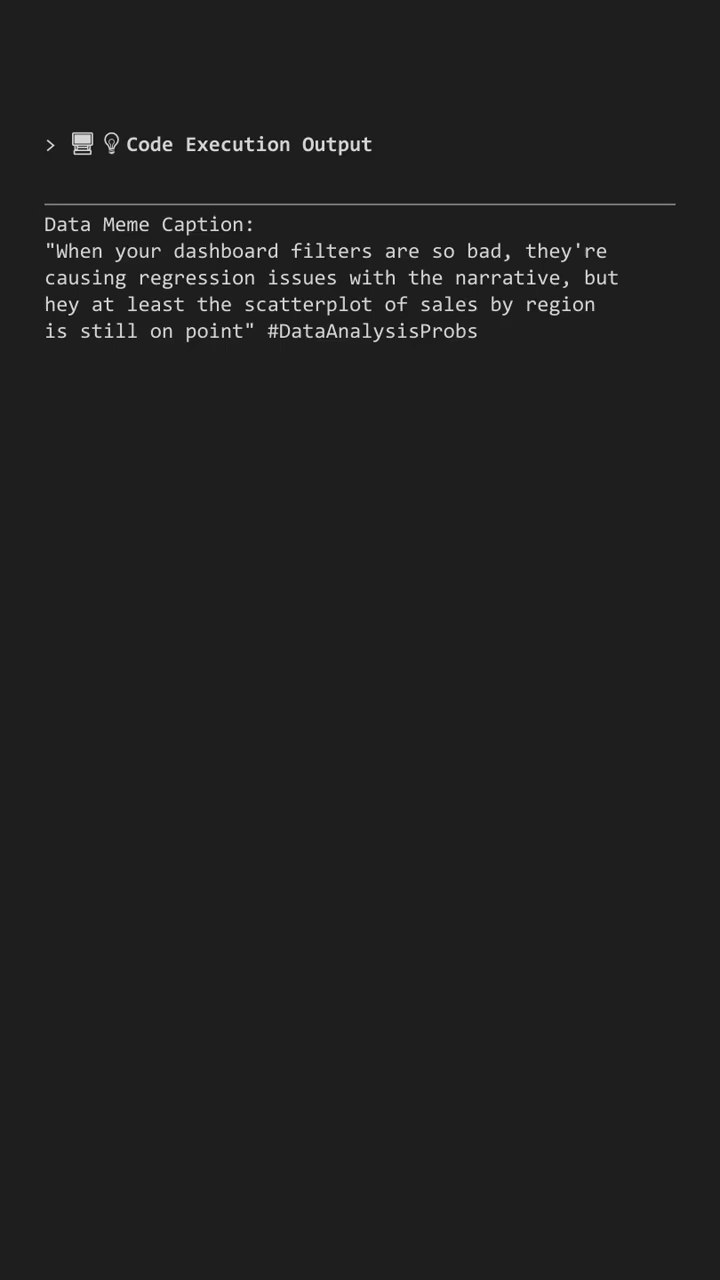 > 🖥💡Code Execution Output
Data Meme Caption:
"When your dashboard filters are so bad, they're
causing regression issues with the narrative, but
hey at least the scatterplot of sales by region
is still on point" #DataAnalysisProbs